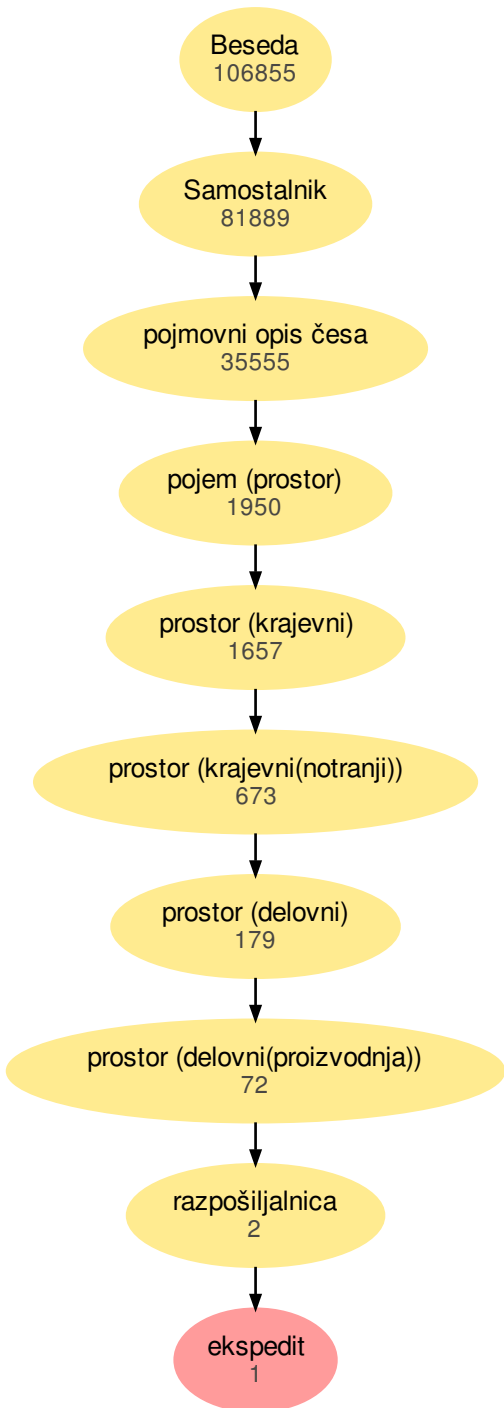 Beseda
106855
Samostalnik
81889
pojmovni opis česa
35555
pojem (prostor)
1950
prostor (krajevni)
1657
prostor (krajevni(notranji))
673
prostor (delovni)
179
prostor (delovni(proizvodnja))
72
razpošiljalnica
2
ekspedit
1